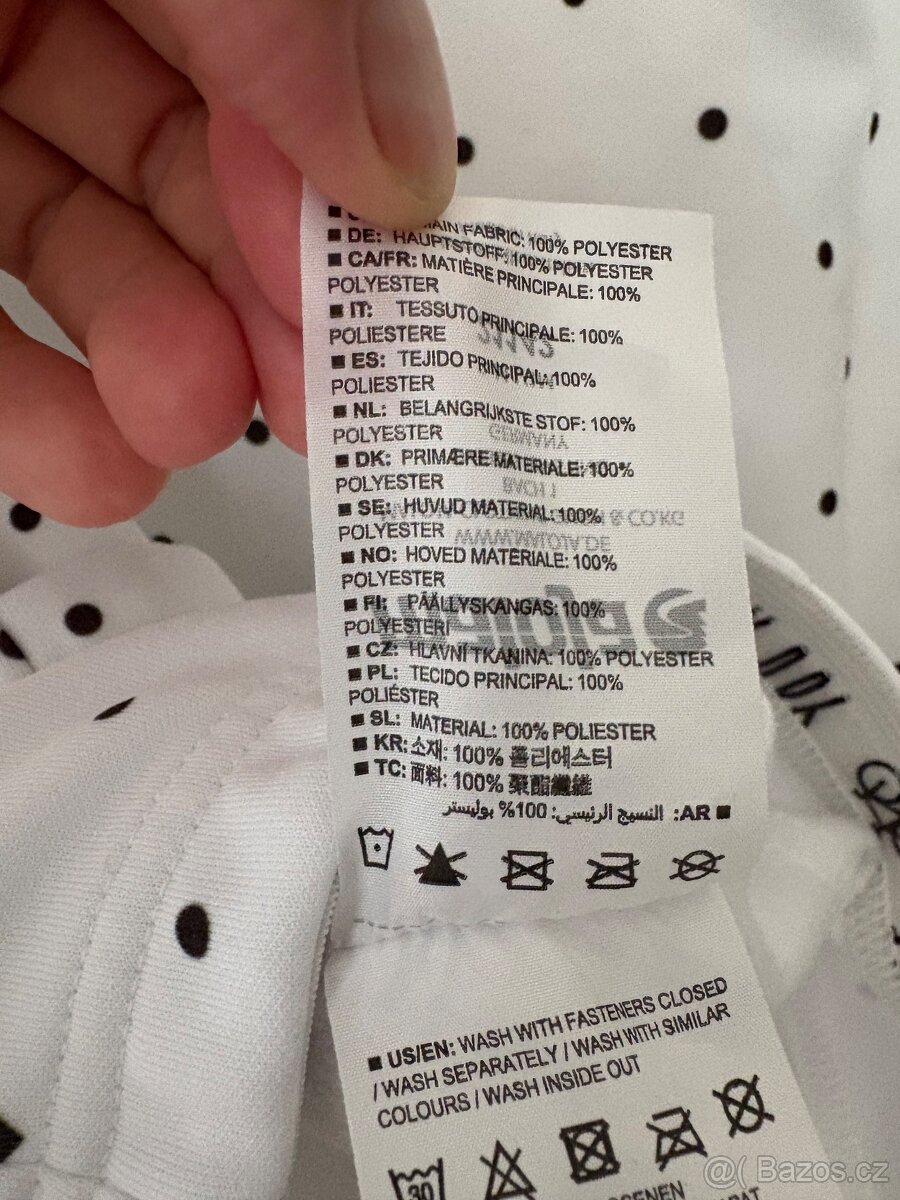 MAIN FABRIC: 100% POLYESTER
■ DE: HAUPTSTOFF: 100% POLYESTER
■ CA/FR: MATIÈRE PRINCIPALE: 100%
POLYESTER
■ IT: TESSUTO PRINCIPALE: 100%
POLIESTERE
■ ES: TEJIDO PRINCIPAL: 100%
POLIESTER
■ NL: BELANGRIJKSTE STOF: 100%
POLYESTER
■ DK: PRIMÆRE MATERIALE: 100%
POLYESTER
■ SE: HUVUD MATERIAL: 100%
POLYESTER
■ NO: HOVED MATERIALE: 100%
POLYESTER
■ FI: PÄÄLLYSKANGAS: 100%
POLYESTERI
■ CZ: HLAVNÍ TKANINA: 100% POLYESTER
■ PL: TECIDO PRINCIPAL: 100%
POLIÉSTER
■ SL: MATERIAL: 100% POLIESTER
■ KR: 소재: 100% 폴리에스터
■ TC: 面料: 100% 聚酯纖維
■ AR: النسيج الرئيسي: 100% بوليستر
■ US/EN: WASH WITH FASTENERS CLOSED
/ WASH SEPARATELY / WASH WITH SIMILAR
COLOURS / WASH INSIDE OUT
30
YOUR
Bazos.cz